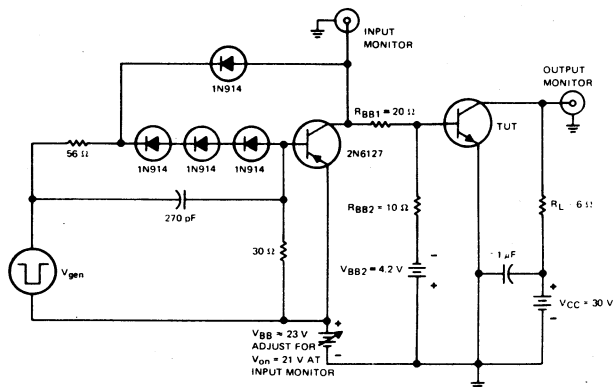 INPUT
MONITOR
OUTPUT
MONITOR
1N914
RBB1 = 20 Ω
TUT
56 Ω
1N914
1N914
1N914
2N6127
270 pF
RBB2 = 10 Ω
RL = 6 Ω
30 Ω
Vgen
VBB2 = 4.2 V
1 μF
VCC = 30 V
VBB ≈ 23 V
ADJUST FOR
Von = 21 V AT
INPUT MONITOR